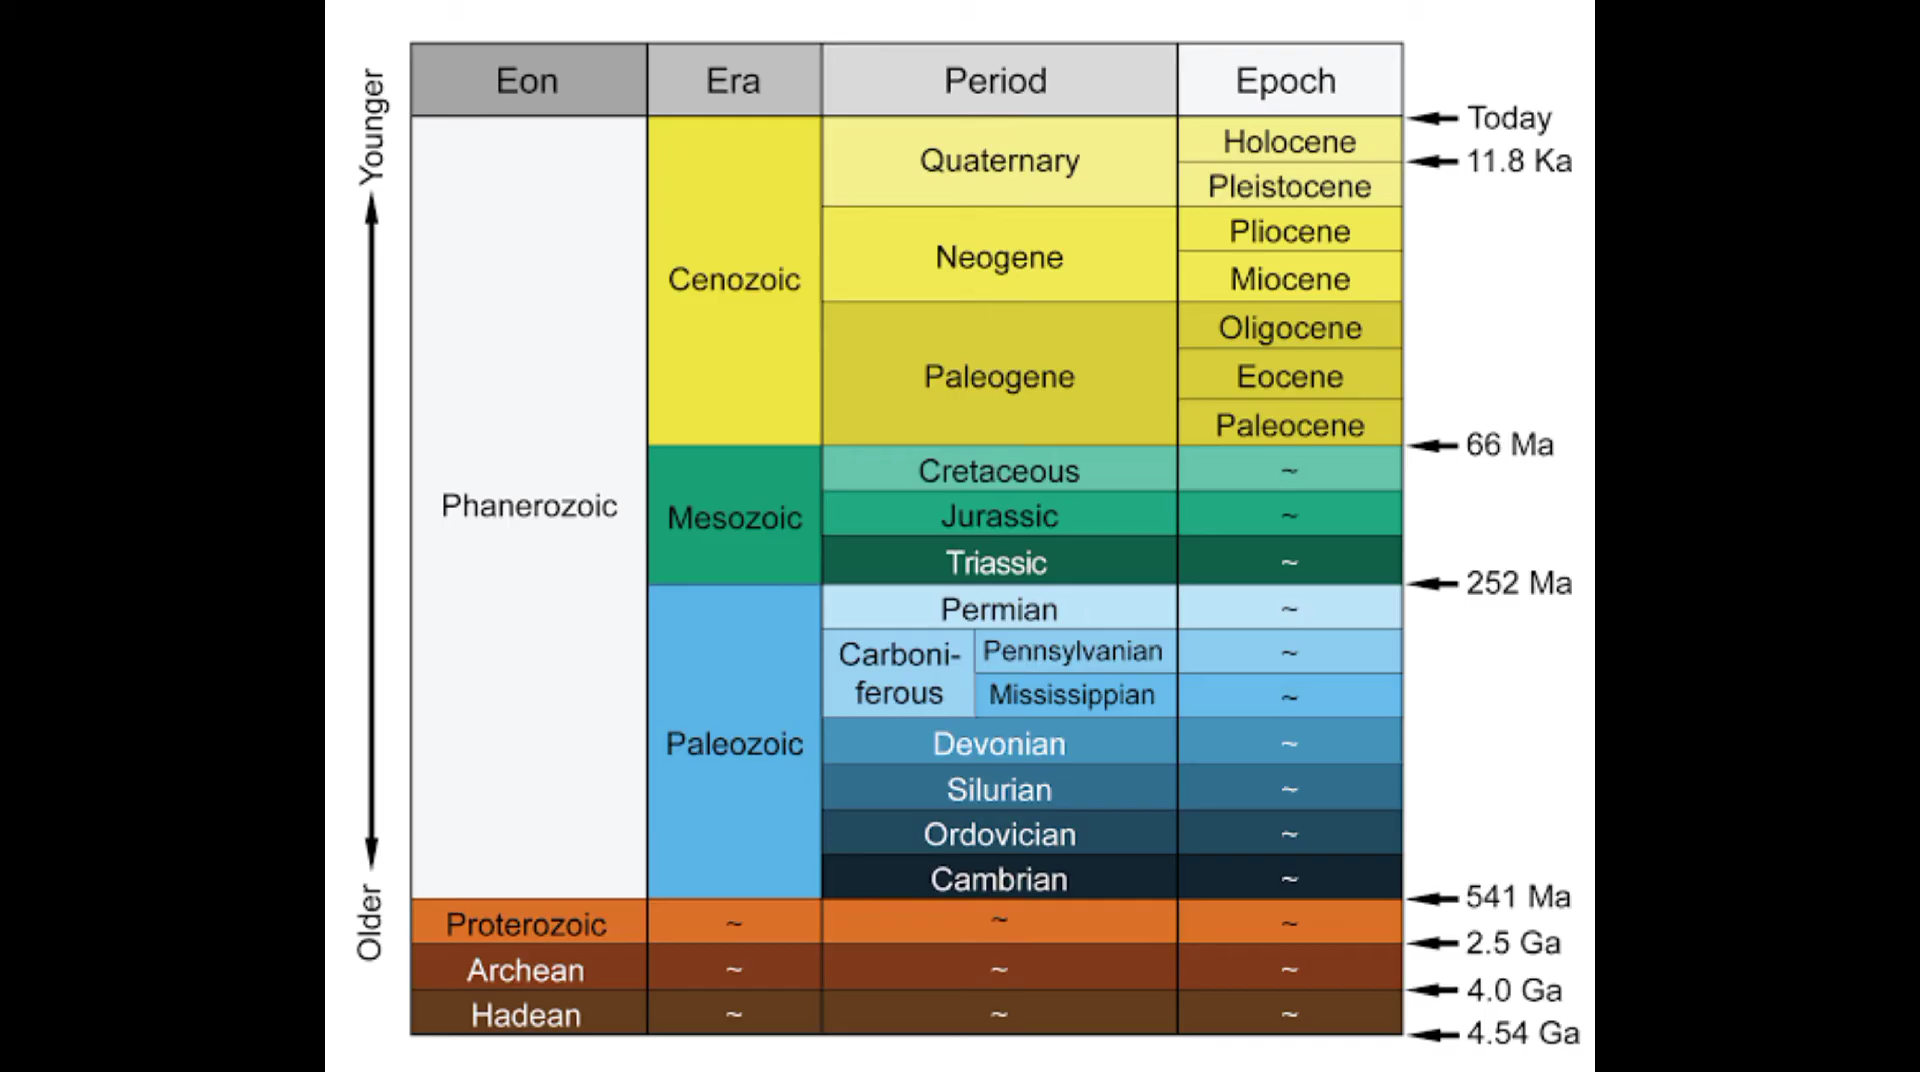 Eon
Era
Period
Epoch
Younger
Older
Phanerozoic
Cenozoic
Quaternary
Holocene
Pleistocene
Neogene
Pliocene
Miocene
Paleogene
Oligocene
Eocene
Paleocene
Mesozoic
Cretaceous
~
Jurassic
~
Triassic
~
Paleozoic
Permian
~
Carboni-
ferous
Pennsylvanian
~
Mississippian
~
Devonian
~
Silurian
~
Ordovician
~
Cambrian
~
Proterozoic
~
~
~
Archean
~
~
~
Hadean
~
~
~
Today
11.8 Ka
66 Ma
252 Ma
541 Ma
2.5 Ga
4.0 Ga
4.54 Ga